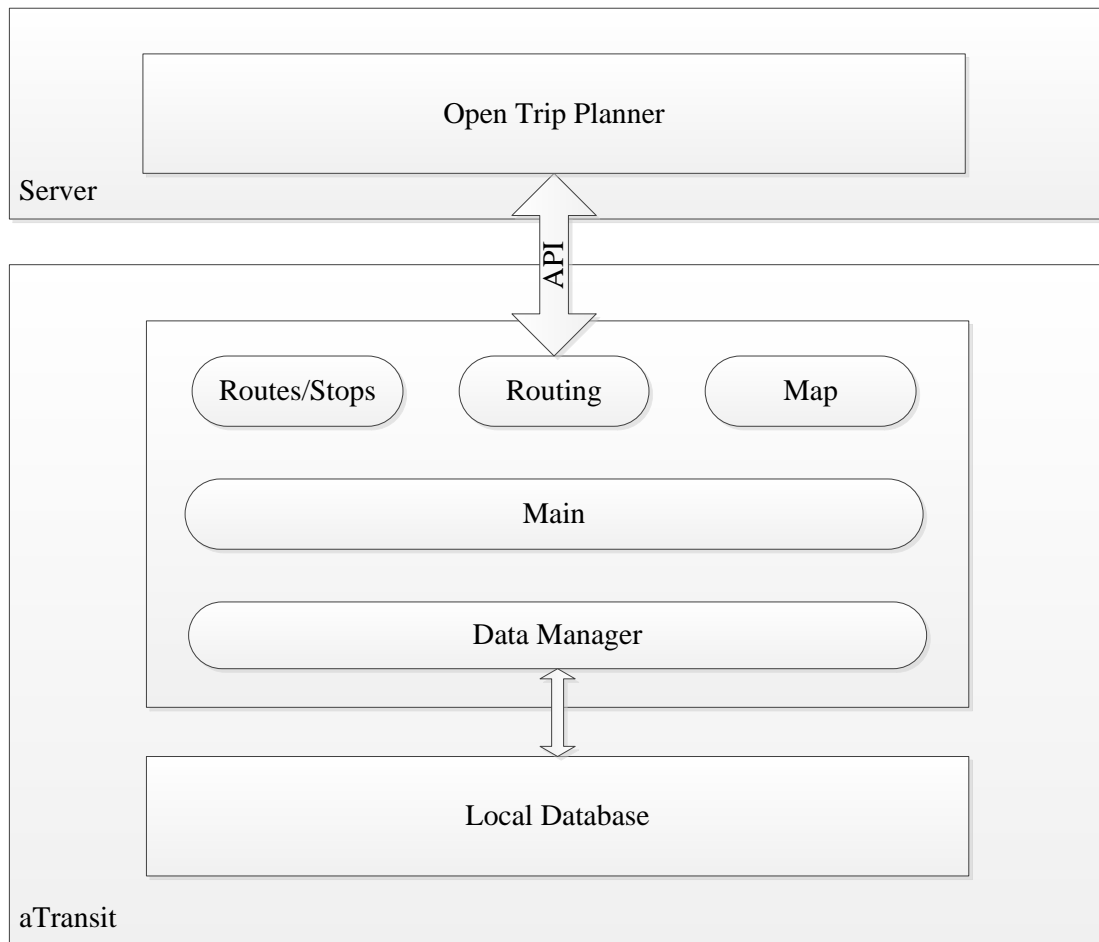 Open Trip Planner
Server
API
Routes/Stops
Routing
Map
Main
Data Manager
Local Database
aTransit